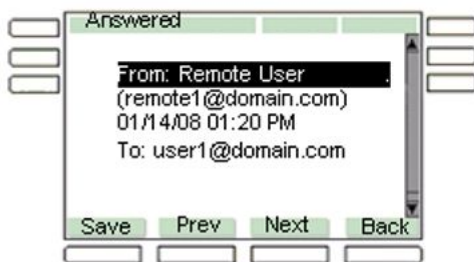 Answered
From: Remote User .
(remote1@domain.com)
01/14/08 01:20 PM
To: user1@domain.com
Save Prev Next Back